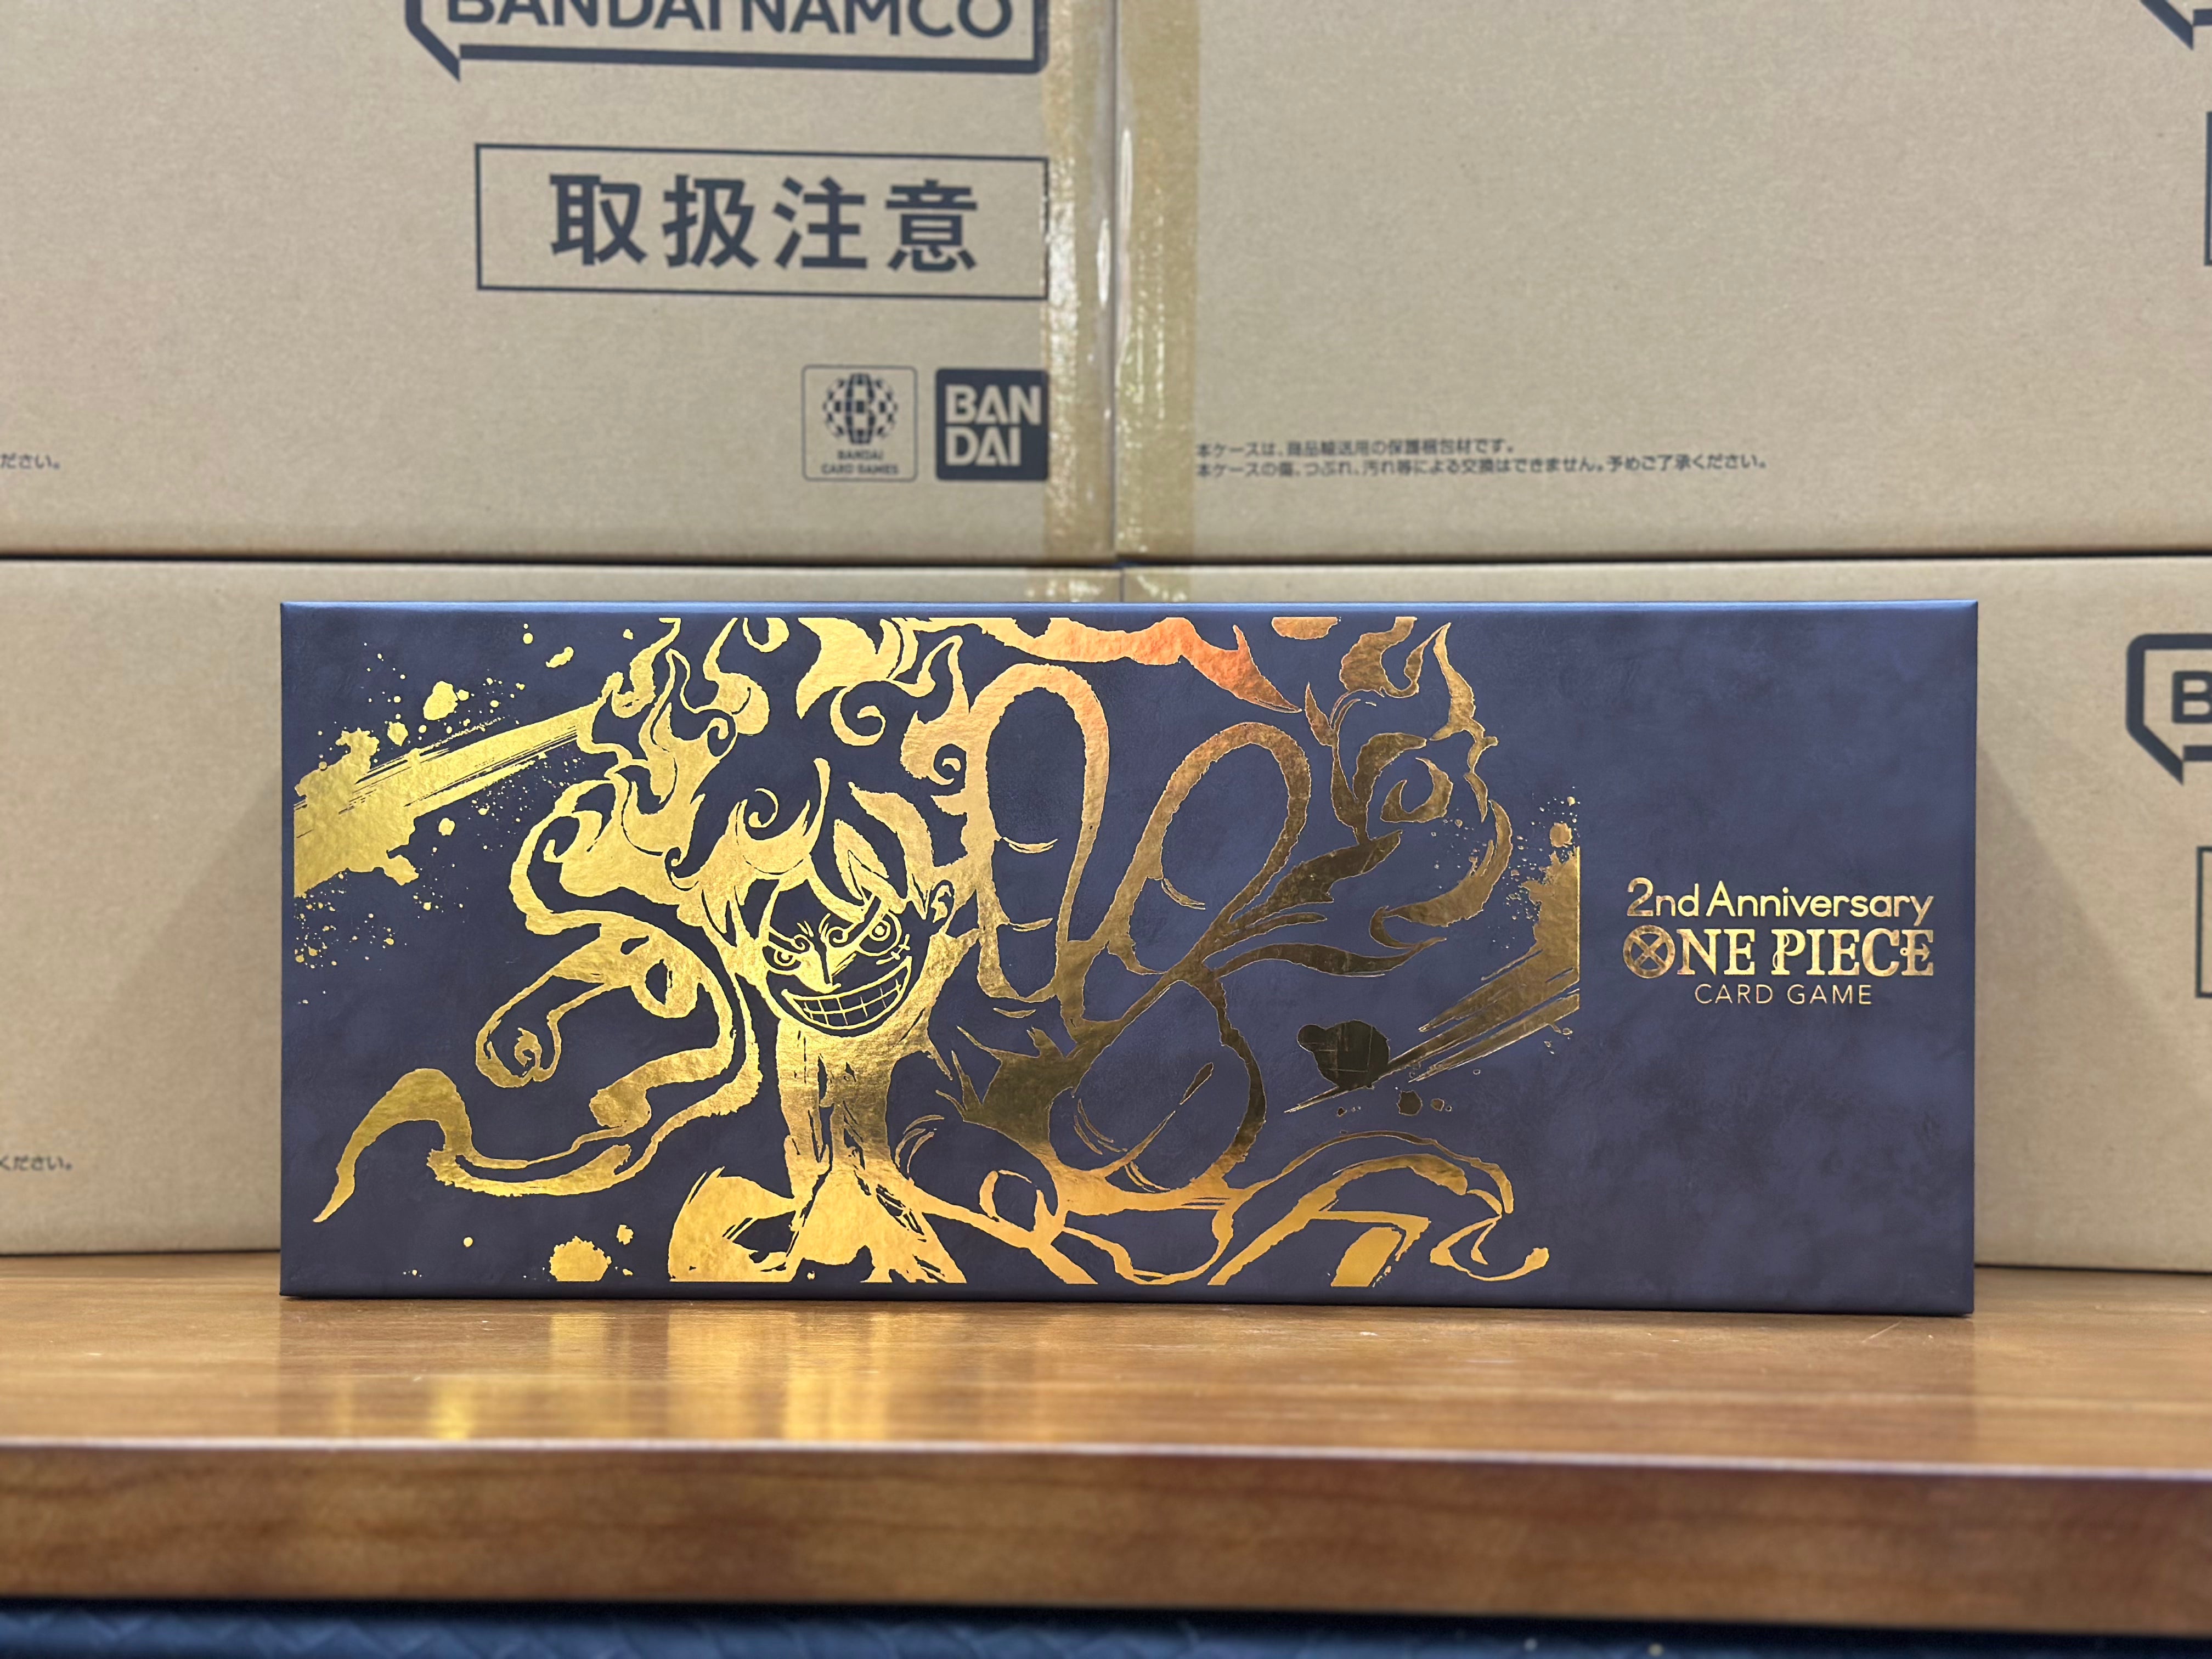 BANDAI NAMCO
取扱注意
BANDAI
CARD GAMES
BAN
DAI
本ケースは、商品輸送用の保護梱包材です。
本ケースの傷、つぶれ、汚れ等による交換はできません。予めご了承ください。
ださい。
ください。
2nd Anniversary
ONE PIECE
CARD GAME
B